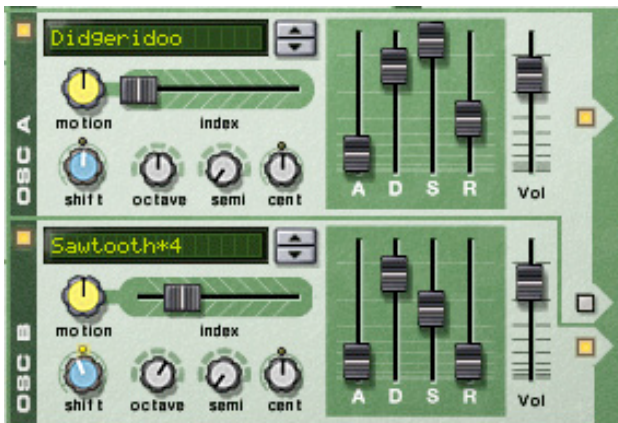 Didgeridoo
motion
index
OSC A
shift
octave
semi
cent
A D S R
Vol
Sawtooth*4
motion
index
OSC B
shift
octave
semi
cent
A D S R
Vol